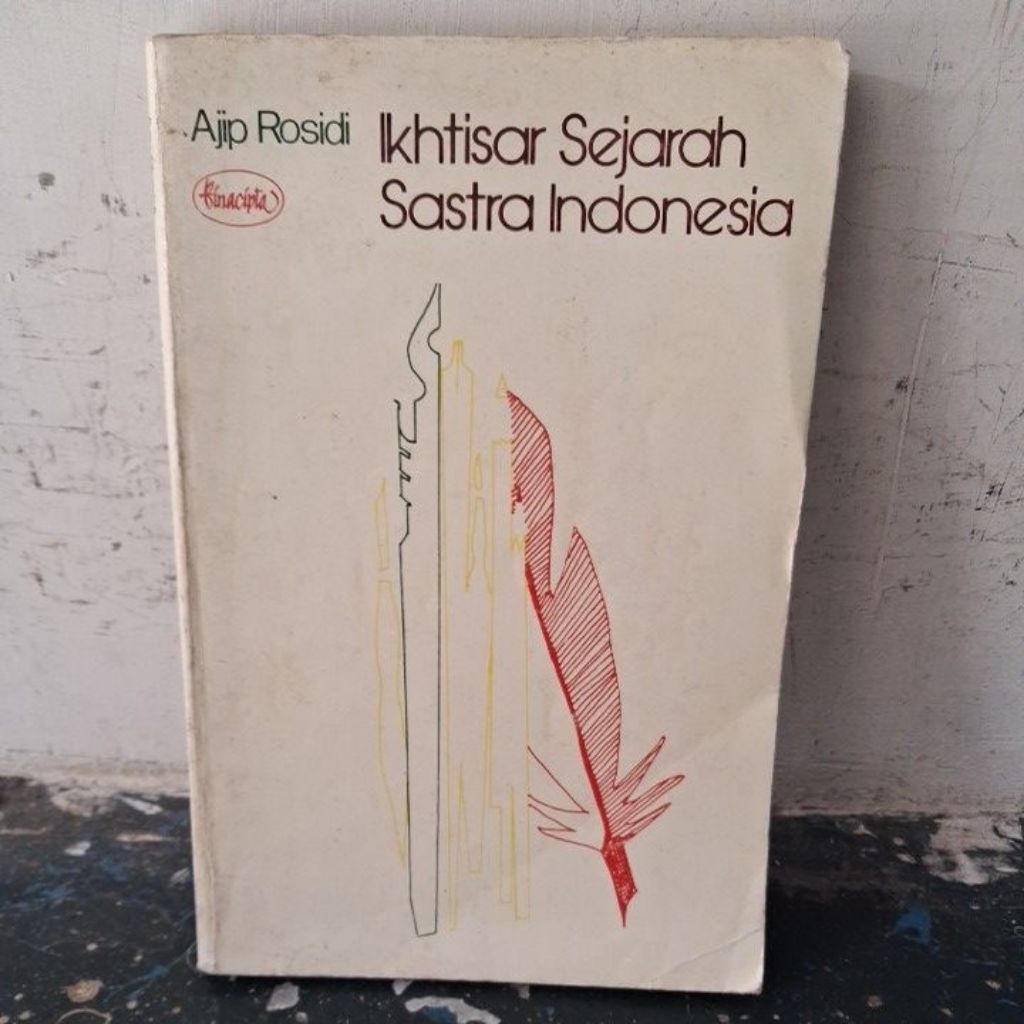 Ajip Rosidi
Binacipta
Ikhtisar Sejarah
Sastra Indonesia